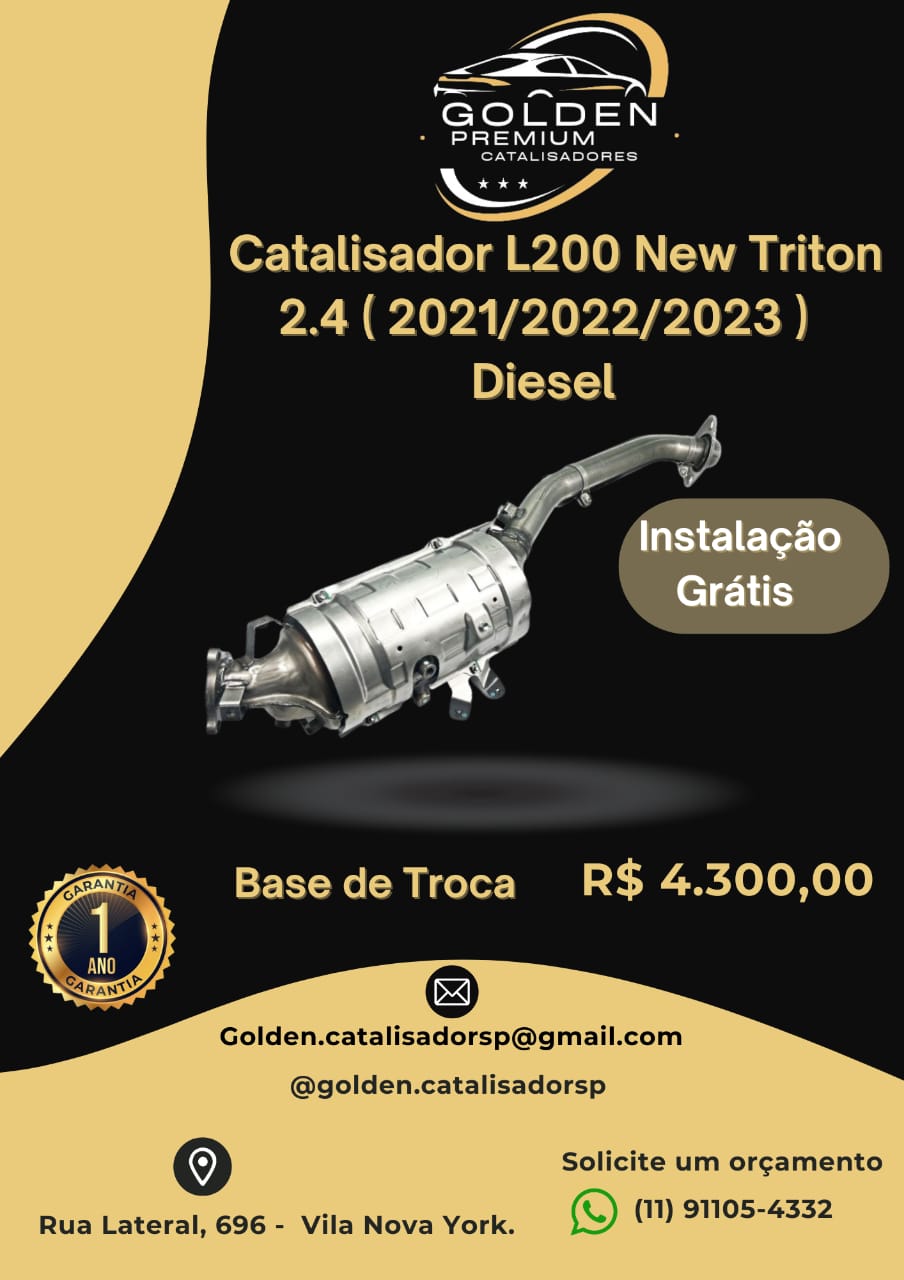 GOLDEN
PREMIUM
CATALISADORES
Catalisador L200 New Triton
2.4 ( 2021/2022/2023 )
Diesel
Instalação
Grátis
Base de Troca
R$ 4.300,00
GARANTIA
1
ANO
GARANTIA
Golden.catalisadorsp@gmail.com
@golden.catalisadorsp
Solicite um orçamento
(11) 91105-4332
Rua Lateral, 696 - Vila Nova York.